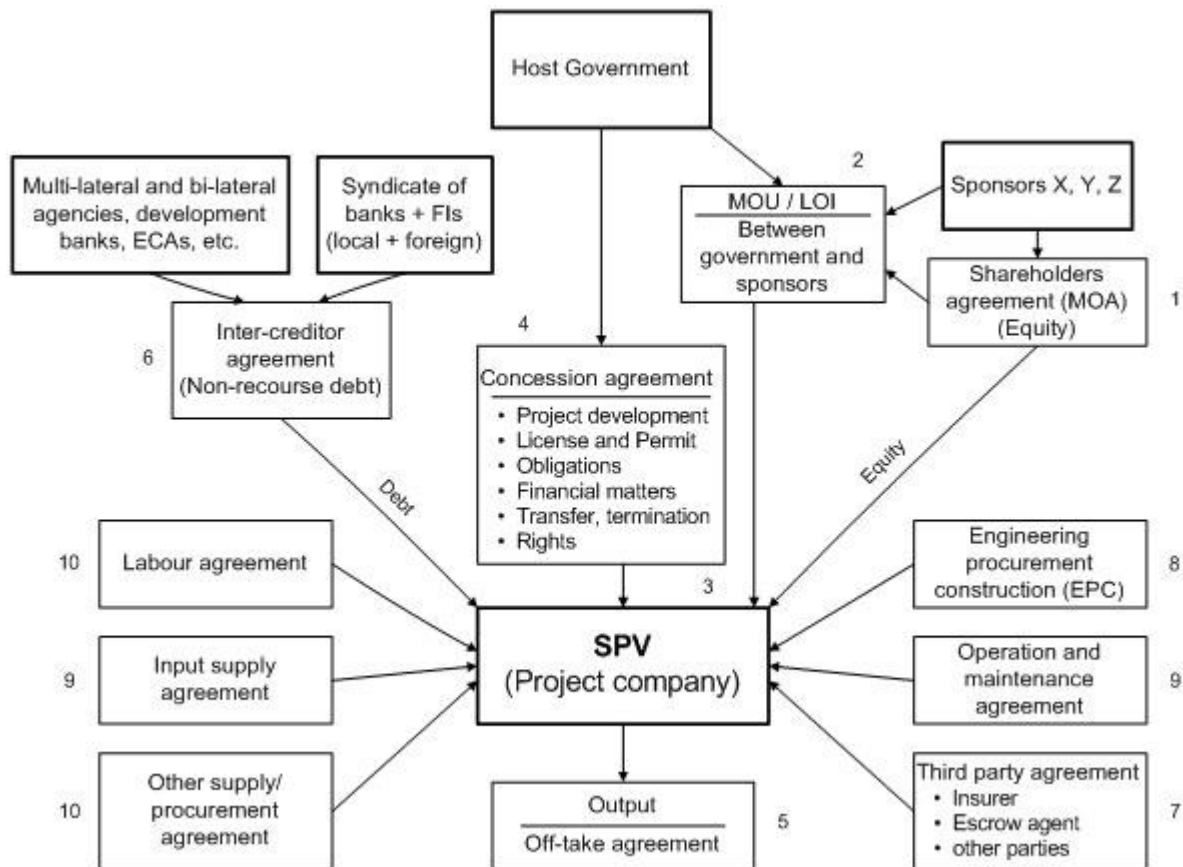 Host Government
2
Multi-lateral and bi-lateral
agencies, development
banks, ECAs, etc.
Syndicate of
banks + FIs
(local + foreign)
MOU / LOI
Between
government and
sponsors
Sponsors X, Y, Z
Shareholders
agreement (MOA)
(Equity)
1
6
Inter-creditor
agreement
(Non-recourse debt)
4
Concession agreement
• Project development
• License and Permit
• Obligations
• Financial matters
• Transfer, termination
• Rights
Debt
Equity
10
Labour agreement
3
Engineering
procurement
construction (EPC)
8
9
Input supply
agreement
SPV
(Project company)
Operation and
maintenance
agreement
9
10
Other supply/
procurement
agreement
Output
Off-take agreement
5
Third party agreement
• Insurer
• Escrow agent
• other parties
7